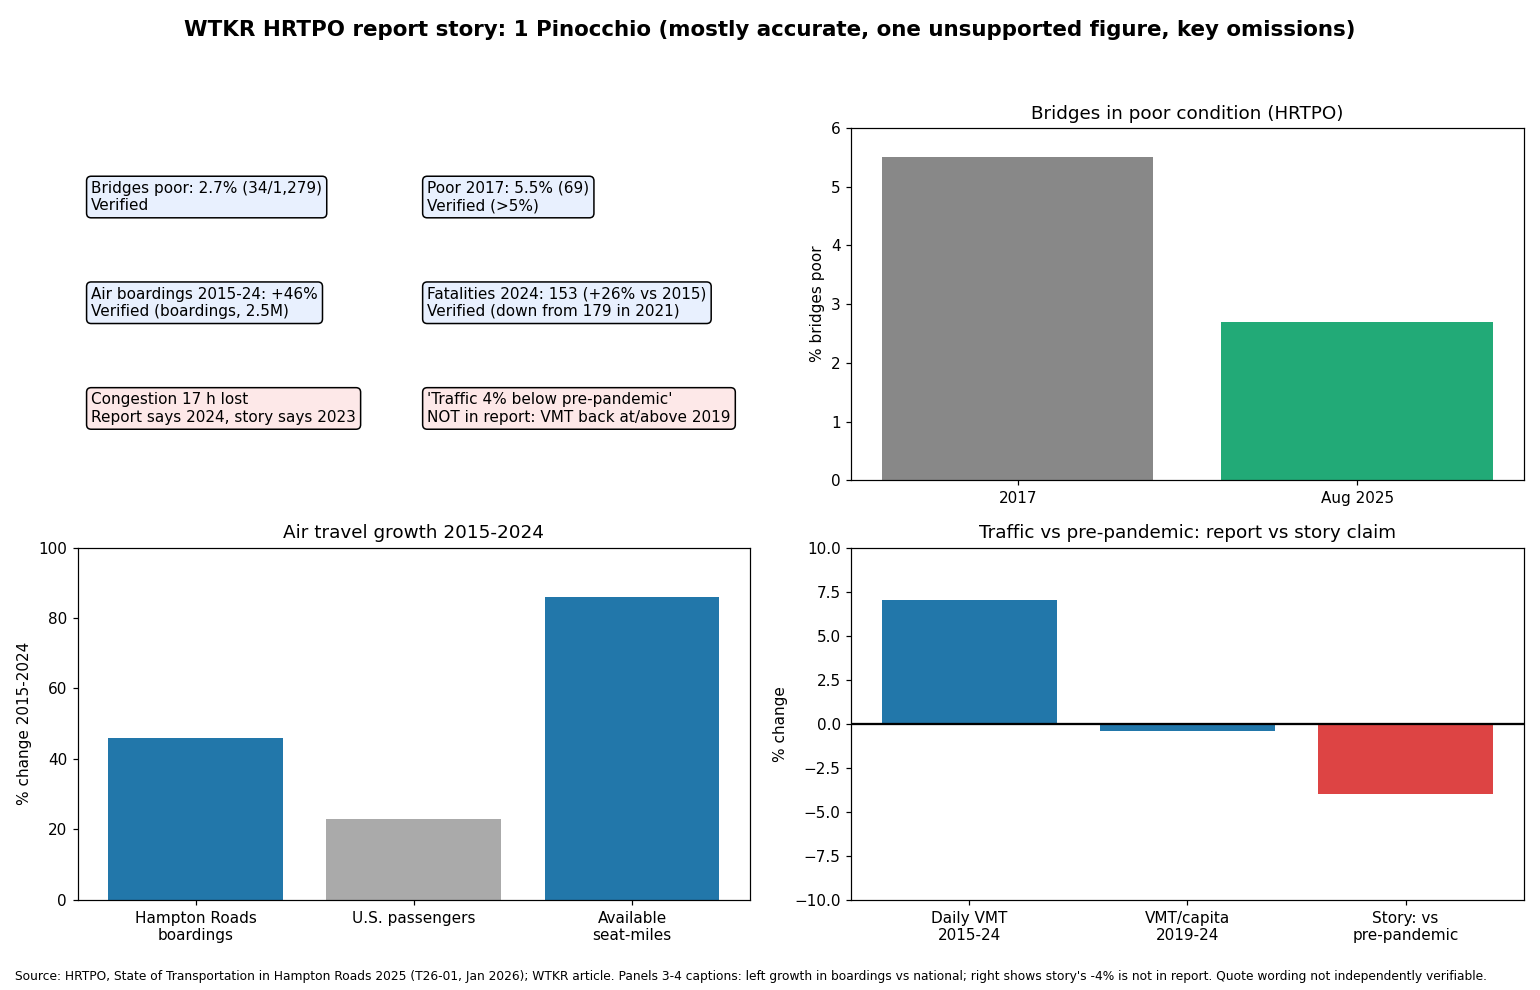 WTKR HRTPO report story: 1 Pinocchio (mostly accurate, one unsupported figure, key omissions)
Bridges poor: 2.7% (34/1,279)
Verified
Poor 2017: 5.5% (69)
Verified (>5%)
Air boardings 2015-24: +46%
Verified (boardings, 2.5M)
Fatalities 2024: 153 (+26% vs 2015)
Verified (down from 179 in 2021)
Congestion 17 h lost
Report says 2024, story says 2023
'Traffic 4% below pre-pandemic'
NOT in report: VMT back at/above 2019
Bridges in poor condition (HRTPO)
% bridges poor
6
5
4
3
2
1
0
2017
Aug 2025
Air travel growth 2015-2024
% change 2015-2024
100
80
60
40
20
0
Hampton Roads
boardings
U.S. passengers
Available
seat-miles
Traffic vs pre-pandemic: report vs story claim
% change
10.0
7.5
5.0
2.5
0.0
−2.5
−5.0
−7.5
−10.0
Daily VMT
2015-24
VMT/capita
2019-24
Story: vs
pre-pandemic
Source: HRTPO, State of Transportation in Hampton Roads 2025 (T26-01, Jan 2026); WTKR article. Panels 3-4 captions: left growth in boardings vs national; right shows story's -4% is not in report. Quote wording not independently verifiable.